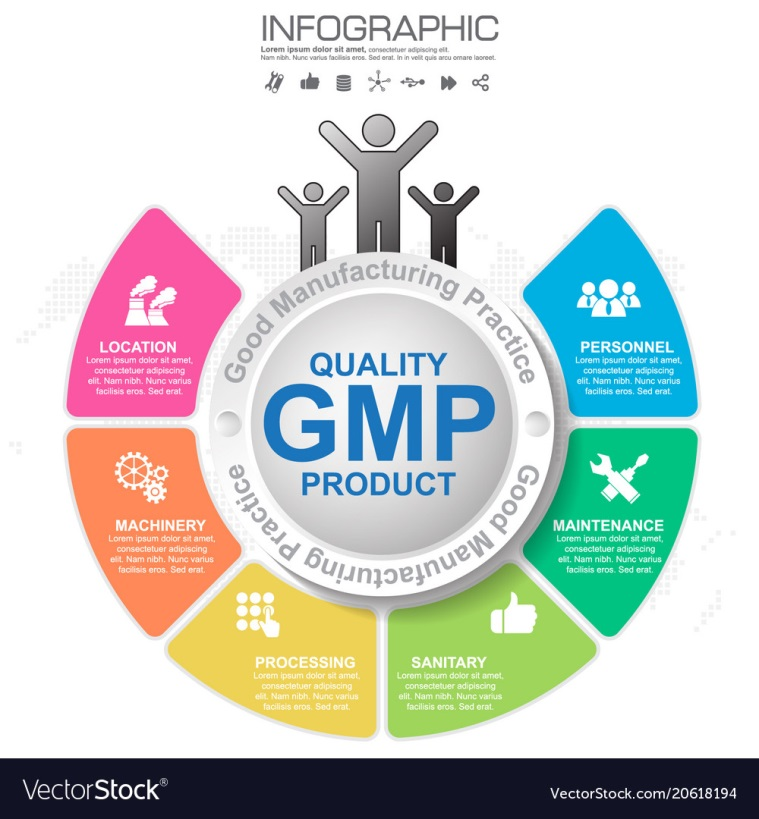 INFOGRAPHIC
Lorem ipsum dolor sit amet, consectetuer adipiscing elit.
Nam nibh. Nunc varius facilisis eros. Sed erat. In in velit quis arcu ornare laoreet.
Good Manufacturing Practice
QUALITY
GMP
PRODUCT
Good Manufacturing Practice
LOCATION
Lorem ipsum dolor sit amet,
consectetuer adipiscing
elit. Nam nibh. Nunc varius
facilisis eros. Sed erat.
PERSONNEL
Lorem ipsum dolor sit amet,
consectetuer adipiscing
elit. Nam nibh. Nunc varius
facilisis eros. Sed erat.
MACHINERY
Lorem ipsum dolor sit amet,
consectetuer adipiscing
elit. Nam nibh. Nunc varius
facilisis eros. Sed erat.
MAINTENANCE
Lorem ipsum dolor sit amet,
consectetuer adipiscing
elit. Nam nibh. Nunc varius
facilisis eros. Sed erat.
PROCESSING
Lorem ipsum dolor sit amet,
consectetuer adipiscing
elit. Nam nibh. Nunc varius
facilisis eros. Sed erat.
SANITARY
Lorem ipsum dolor sit amet,
consectetuer adipiscing
elit. Nam nibh. Nunc varius
facilisis eros. Sed erat.
VectorStock®
VectorStock.com/20618194